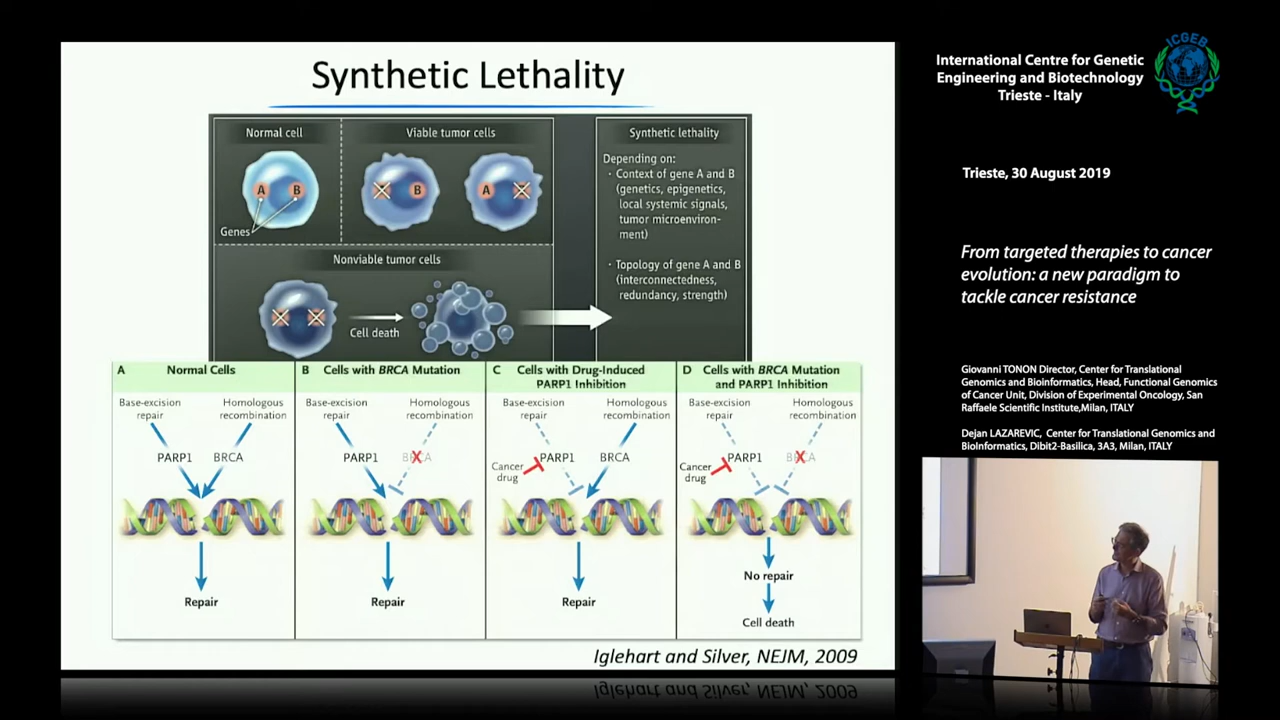 Synthetic Lethality
Normal cell
Viable tumor cells
A
B
B
A
Genes
Nonviable tumor cells
Cell death
Synthetic lethality
Depending on:
· Context of gene A and B
(genetics, epigenetics,
local systemic signals,
tumor microenviron-
ment)
· Topology of gene A and B
(interconnectedness,
redundancy, strength)
A Normal Cells
Base-excision
repair
Homologous
recombination
PARP1
BRCA
Repair
B Cells with BRCA Mutation
Base-excision
repair
Homologous
recombination
PARP1
BRCA
Repair
C Cells with Drug-Induced
PARP1 Inhibition
Base-excision
repair
Homologous
recombination
Cancer
drug
PARP1
BRCA
Repair
D Cells with BRCA Mutation
and PARP1 Inhibition
Base-excision
repair
Homologous
recombination
Cancer
drug
PARP1
BRCA
No repair
Cell death
Iglehart and Silver, NEJM, 2009
International Centre for Genetic
Engineering and Biotechnology
Trieste - Italy
ICGEB
Trieste, 30 August 2019
From targeted therapies to cancer
evolution: a new paradigm to
tackle cancer resistance
Giovanni TONON Director, Center for Translational
Genomics and Bioinformatics, Head, Functional Genomics
of Cancer Unit, Division of Experimental Oncology, San
Raffaele Scientific Institute,Milan, ITALY
Dejan LAZAREVIC, Center for Translational Genomics and
BioInformatics, Dibit2-Basilica, 3A3, Milan, ITALY